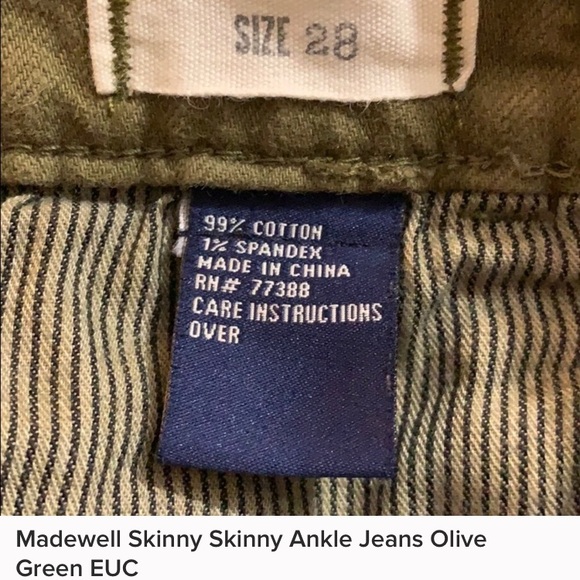 SIZE 28
99% COTTON
1% SPANDEX
MADE IN CHINA
RN# 77388
CARE INSTRUCTIONS
OVER
Madewell Skinny Skinny Ankle Jeans Olive
Green EUC